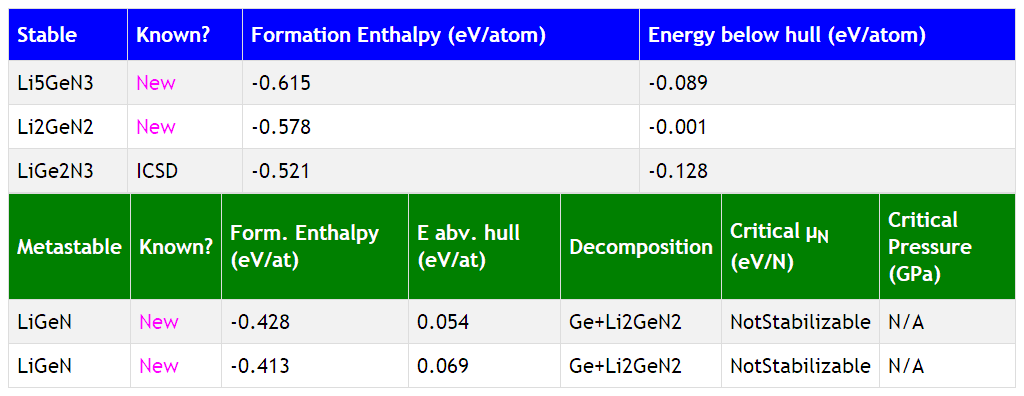 Stable Known? Formation Enthalpy (eV/atom) Energy below hull (eV/atom)
Li5GeN3 New -0.615 -0.089
Li2GeN2 New -0.578 -0.001
LiGe2N3 ICSD -0.521 -0.128
Metastable Known? Form. Enthalpy (eV/at) E abv. hull (eV/at) Decomposition Critical μN (eV/N) Critical Pressure (GPa)
LiGeN New -0.428 0.054 Ge+Li2GeN2 NotStabilizable N/A
LiGeN New -0.413 0.069 Ge+Li2GeN2 NotStabilizable N/A